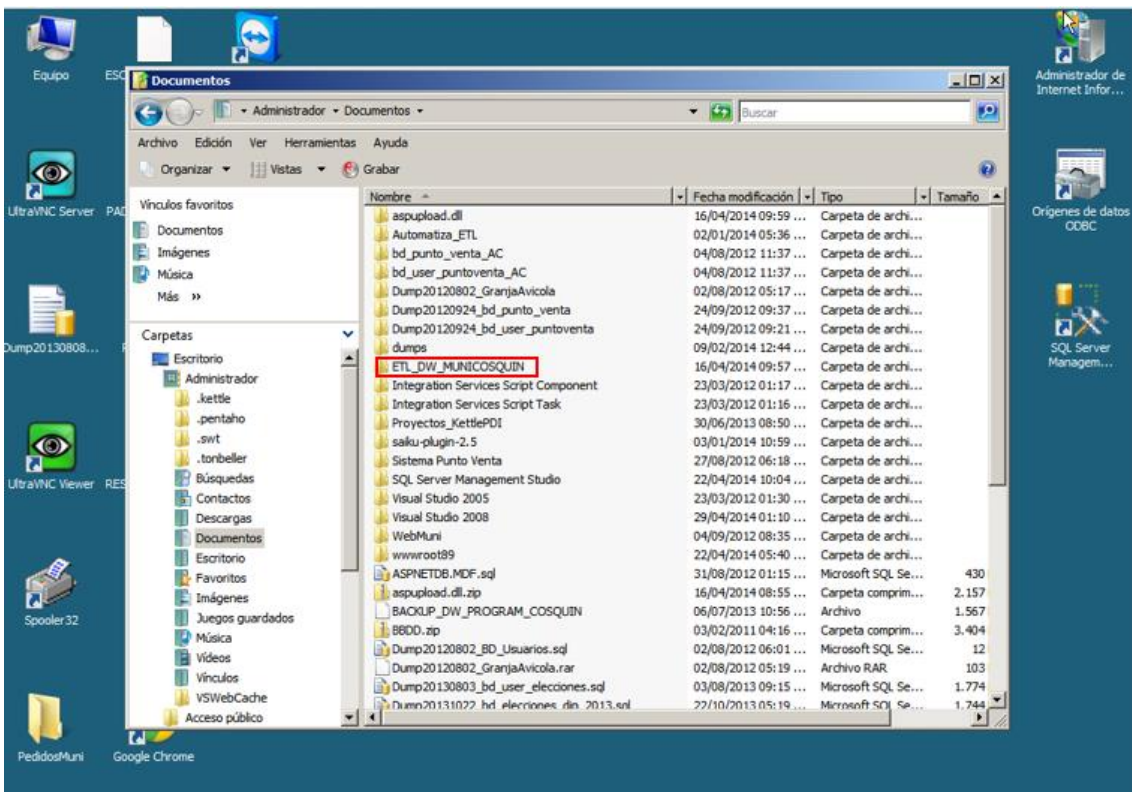 Equipo
ESC
Documentos
Administrador de
Internet Infor...
Administrador
Documentos
Buscar
Archivo Edición Ver Herramientas Ayuda
Organizar Vistas Grabar
UltraVNC Server
PAD
Orígenes de datos
ODBC
Vínculos favoritos
Documentos
Imágenes
Música
Más »
Carpetas
Escritorio
Administrador
.kettle
.pentaho
.swt
.tonbeller
Búsquedas
Contactos
Descargas
Documentos
Escritorio
Favoritos
Imágenes
Juegos guardados
Música
Vídeos
Vínculos
VSWebCache
Acceso público
Nombre Fecha modificación Tipo Tamaño
aspupload.dll 16/04/2014 09:59 ... Carpeta de archi...
Automatiza_ETL 02/01/2014 05:36 ... Carpeta de archi...
bd_punto_venta_AC 04/08/2012 11:37 ... Carpeta de archi...
bd_user_puntoventa_AC 04/08/2012 11:37 ... Carpeta de archi...
Dump20120802_GranjaAvicola 02/08/2012 05:17 ... Carpeta de archi...
Dump20120924_bd_punto_venta 24/09/2012 09:37 ... Carpeta de archi...
Dump20120924_bd_user_puntoventa 24/09/2012 09:21 ... Carpeta de archi...
dumps 09/02/2014 12:44 ... Carpeta de archi...
ETL_DW_MUNICOSQUIN 16/04/2014 09:57 ... Carpeta de archi...
Integration Services Script Component 23/03/2012 01:17 ... Carpeta de archi...
Integration Services Script Task 23/03/2012 01:16 ... Carpeta de archi...
Proyectos_KettlePDI 30/06/2013 08:50 ... Carpeta de archi...
saiku-plugin-2.5 03/01/2014 10:59 ... Carpeta de archi...
Sistema Punto Venta 27/08/2012 06:18 ... Carpeta de archi...
SQL Server Management Studio 22/04/2014 10:04 ... Carpeta de archi...
Visual Studio 2005 23/03/2012 01:30 ... Carpeta de archi...
Visual Studio 2008 29/04/2014 01:10 ... Carpeta de archi...
WebMuni 04/09/2012 08:35 ... Carpeta de archi...
wwwroot89 22/04/2014 05:40 ... Carpeta de archi...
ASPNETDB.MDF.sql 31/08/2012 01:15 ... Microsoft SQL Se... 430
aspupload.dll.zip 16/04/2014 08:55 ... Carpeta comprim... 2.157
BACKUP_DW_PROGRAM_COSQUIN 06/07/2013 10:56 ... Archivo 1.567
BBDD.zip 03/02/2011 04:16 ... Carpeta comprim... 3.404
Dump20120802_BD_Usuarios.sql 02/08/2012 06:01 ... Microsoft SQL Se... 12
Dump20120802_GranjaAvicola.rar 02/08/2012 05:19 ... Archivo RAR 103
Dump20130803_bd_user_elecciones.sql 03/08/2013 09:15 ... Microsoft SQL Se... 1.774
Dump20131022_bd_elecciones_dip_2013.sql 22/10/2013 05:19 ... Microsoft SQL Se... 1.744
Dump20130808...
SQL Server
Managem...
UltraVNC Viewer
RES
Spooler32
PedidosMuni
Google Chrome